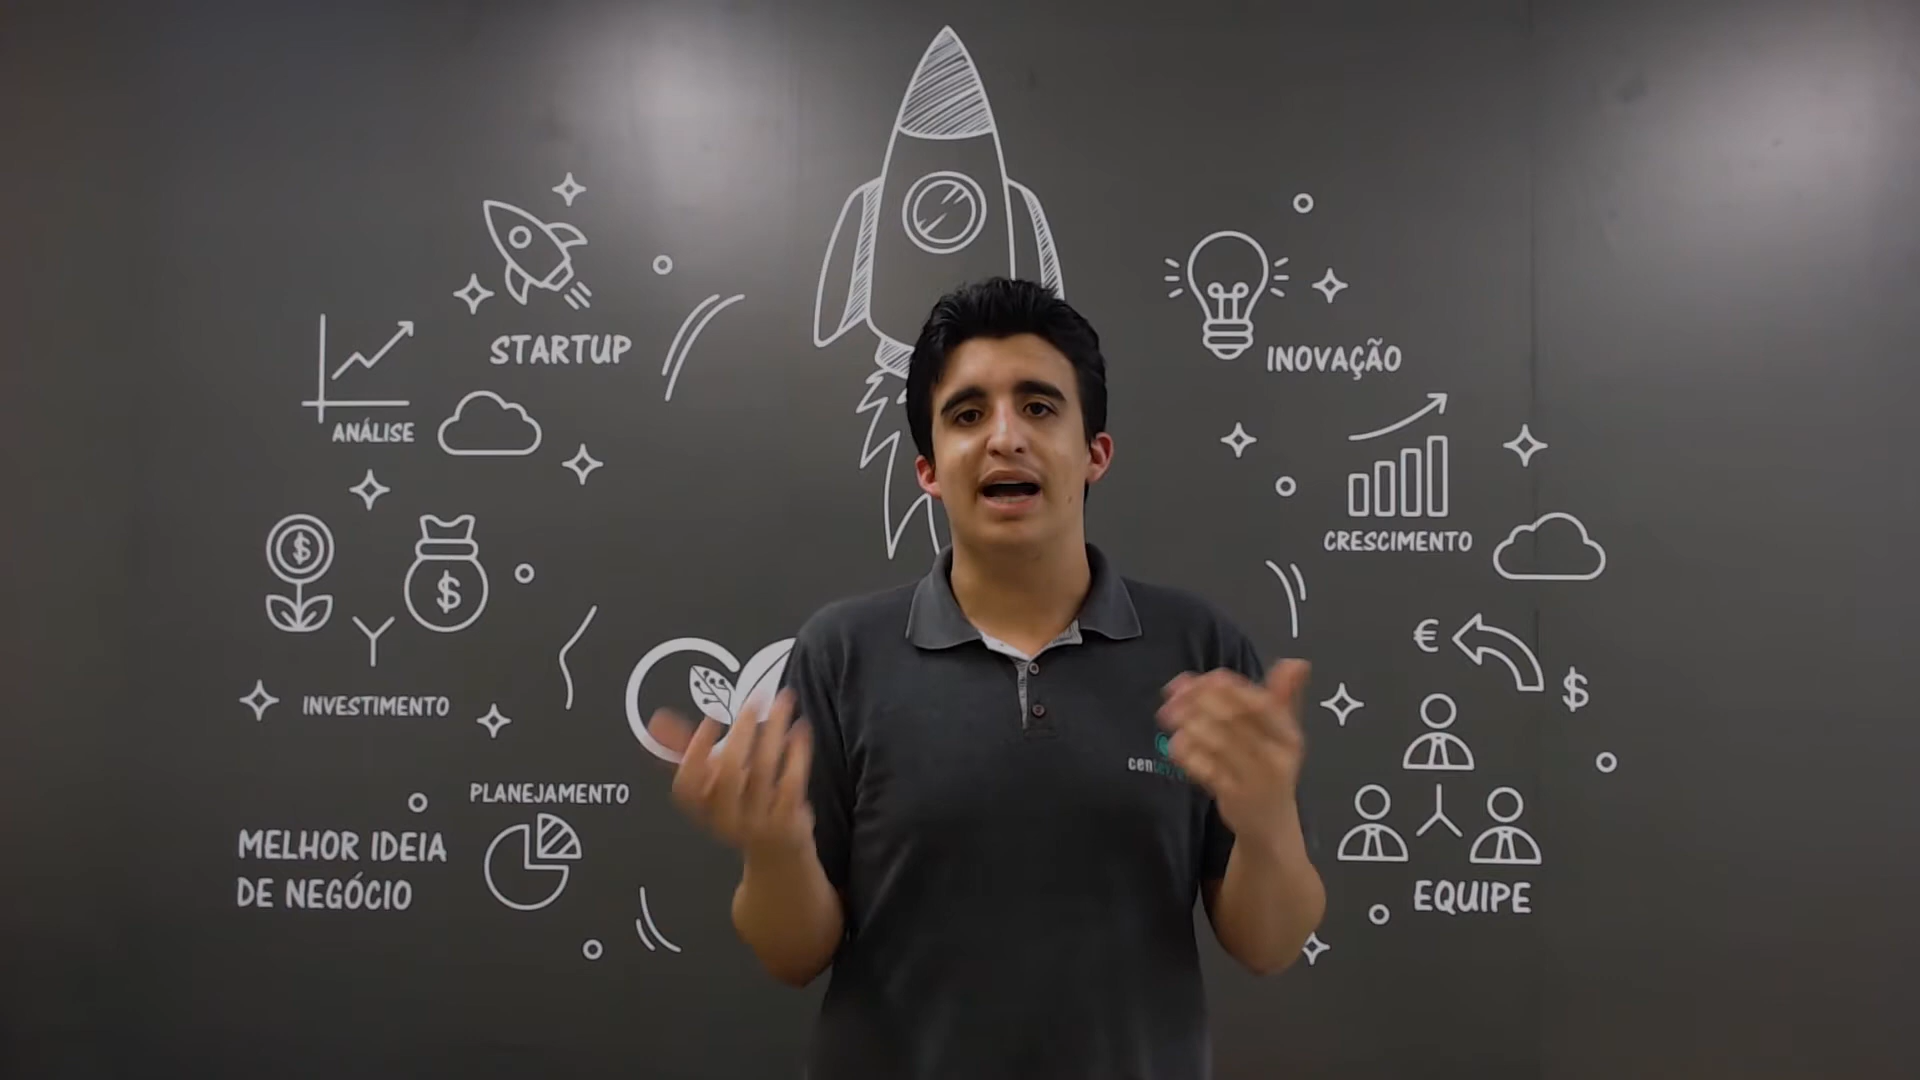 STARTUP
INOVAÇÃO
ANÁLISE
CRESCIMENTO
$
$
€
$
INVESTIMENTO
PLANEJAMENTO
MELHOR IDEIA
DE NEGÓCIO
EQUIPE